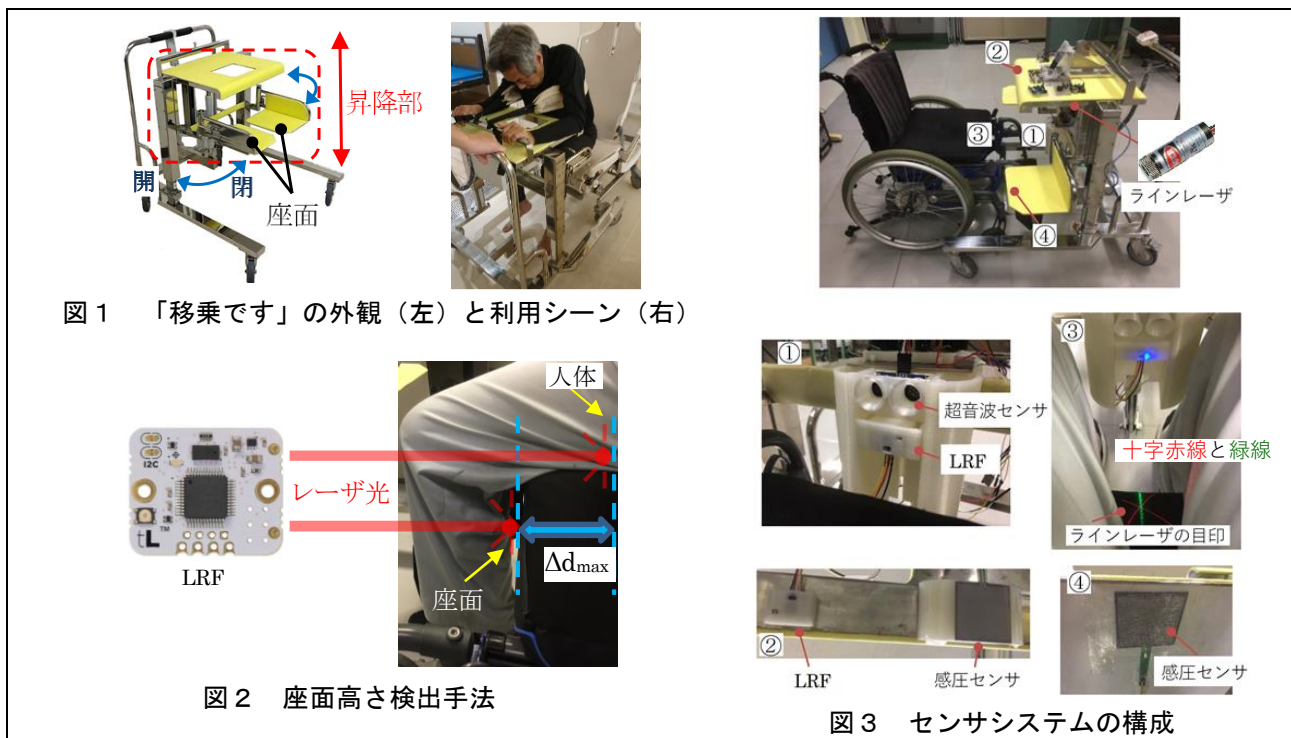 昇降部
開
閉
座面
図１　「移乗です」の外観（左）と利用シーン（右）
人体
I2C
レーザ光
tL™
LRF
座面
Δdmax
図２　座面高さ検出手法
②
③
①
④
ラインレーザ
①
超音波センサ
LRF
③
十字赤線と緑線
ラインレーザの目印
②
LRF
感圧センサ
④
感圧センサ
図３　センサシステムの構成